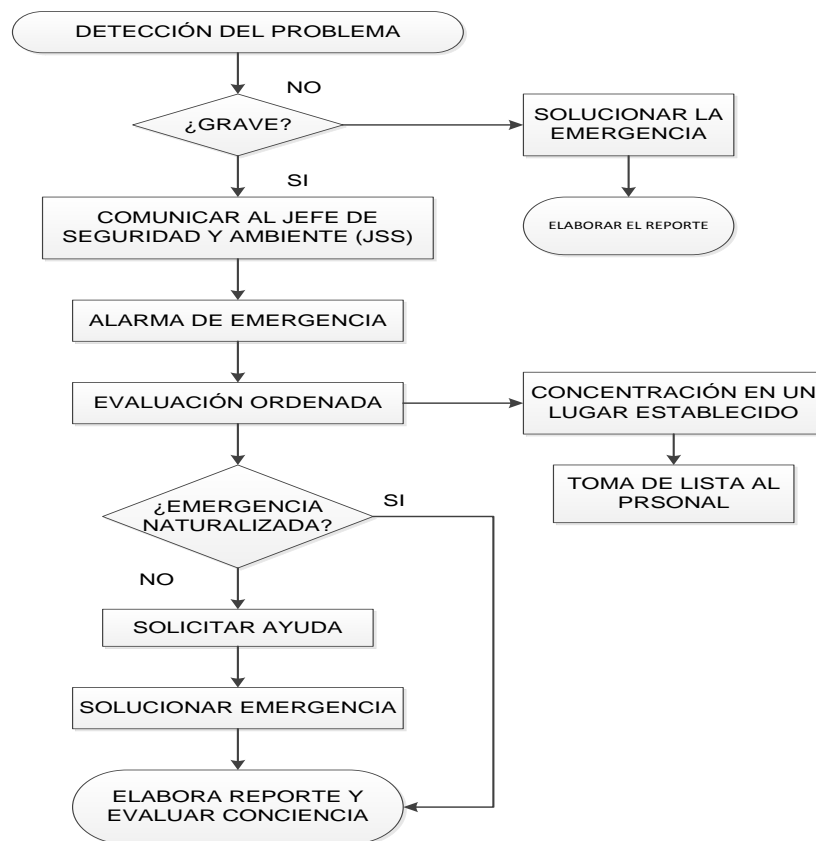 DETECCIÓN DEL PROBLEMA
NO
¿GRAVE?
SOLUCIONAR LA
EMERGENCIA
SI
ELABORAR EL REPORTE
COMUNICAR AL JEFE DE
SEGURIDAD Y AMBIENTE (JSS)
ALARMA DE EMERGENCIA
EVALUACIÓN ORDENADA
CONCENTRACIÓN EN UN
LUGAR ESTABLECIDO
TOMA DE LISTA AL
PRSONAL
¿EMERGENCIA
NATURALIZADA?
SI
NO
SOLICITAR AYUDA
SOLUCIONAR EMERGENCIA
ELABORA REPORTE Y
EVALUAR CONCIENCIA